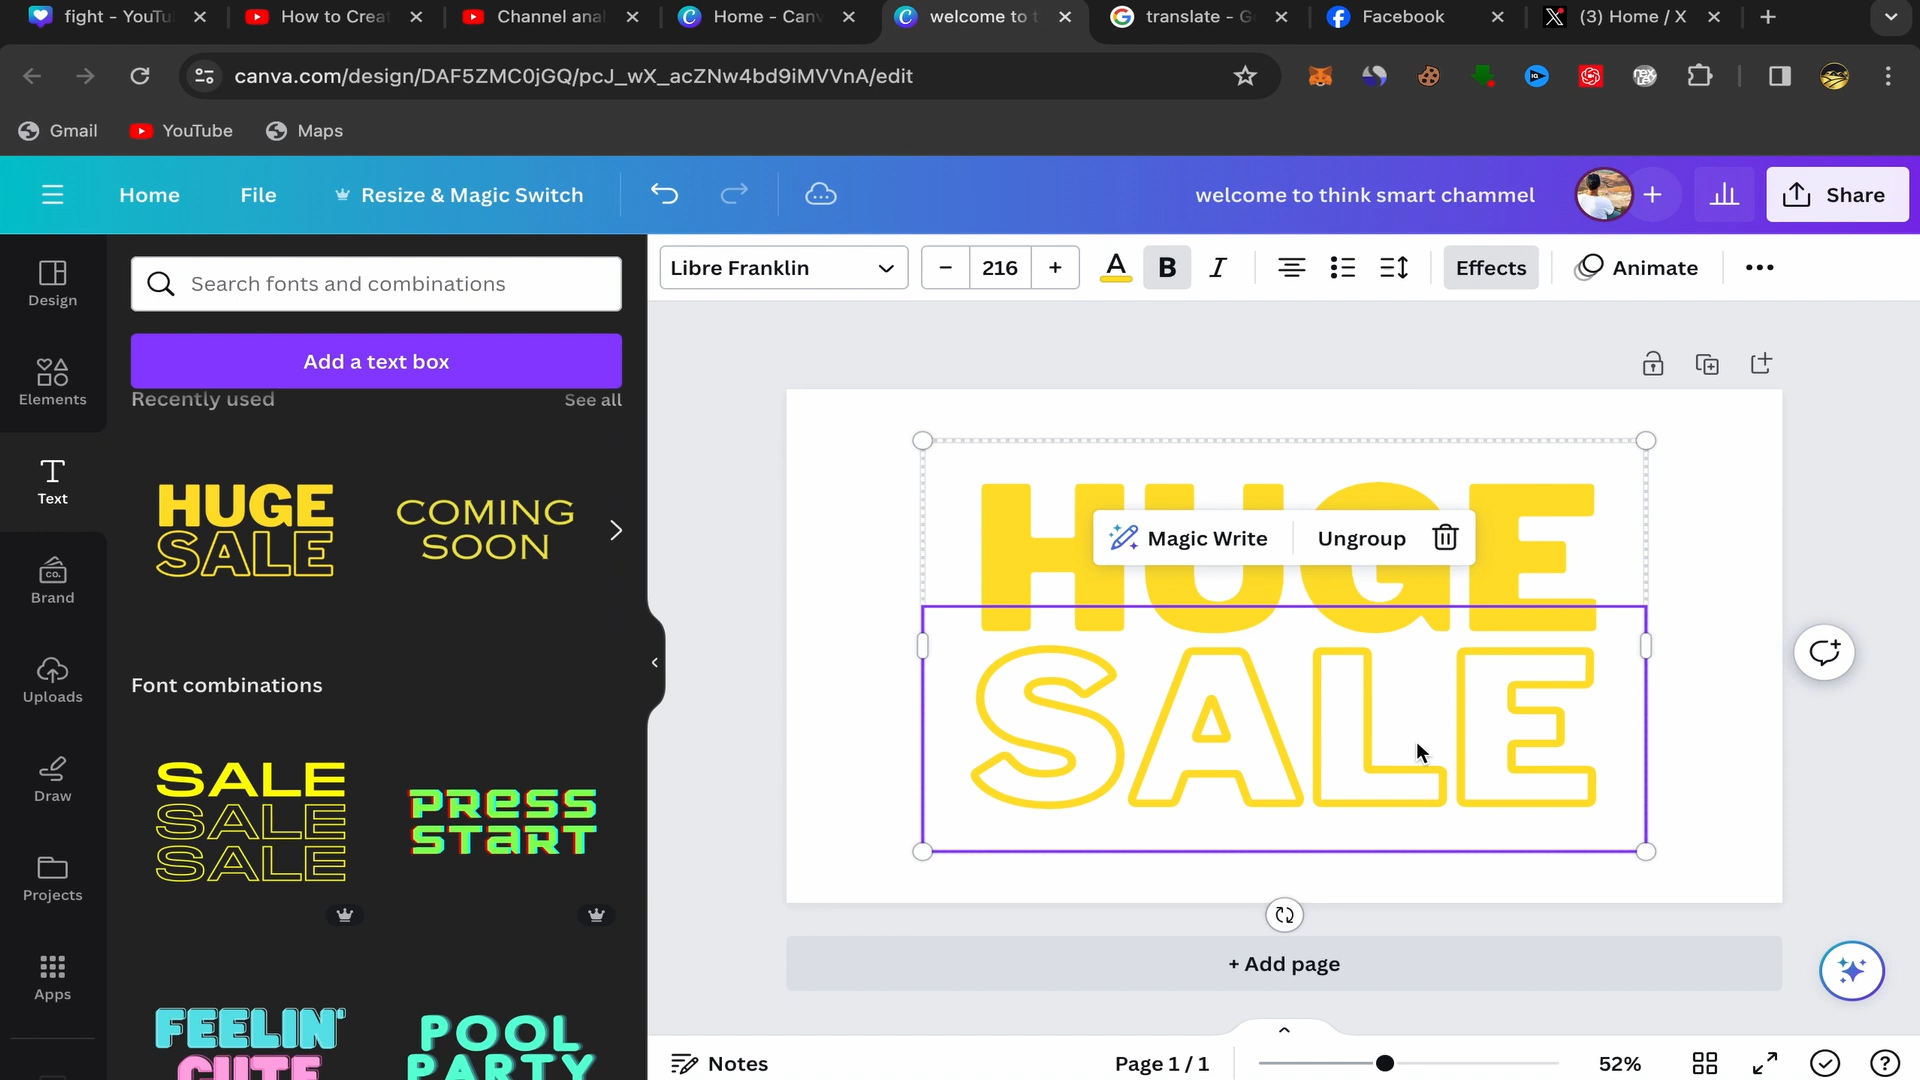 fight - YouTu
How to Crea
Channel ana
Home - Canv
welcome to t
translate - G
Facebook
(3) Home / X
canva.com/design/DAF5ZMC0jGQ/pcJ_wX_acZNw4bd9iMVVnA/edit
Gmail
YouTube
Maps
Home
File
Resize & Magic Switch
welcome to think smart chammel
Share
Design
Elements
Text
Brand
Uploads
Draw
Projects
Apps
Search fonts and combinations
Add a text box
Recently used
See all
HUGE
SALE
COMING
SOON
Font combinations
SALE
SALE
SALE
PRESS
START
FEELIN'
CUTE
POOL
PARTY
Libre Franklin
− 216 +
A
B
I
Effects
Animate
HUGE
Magic Write
Ungroup
SALE
+ Add page
Notes
Page 1 / 1
52%